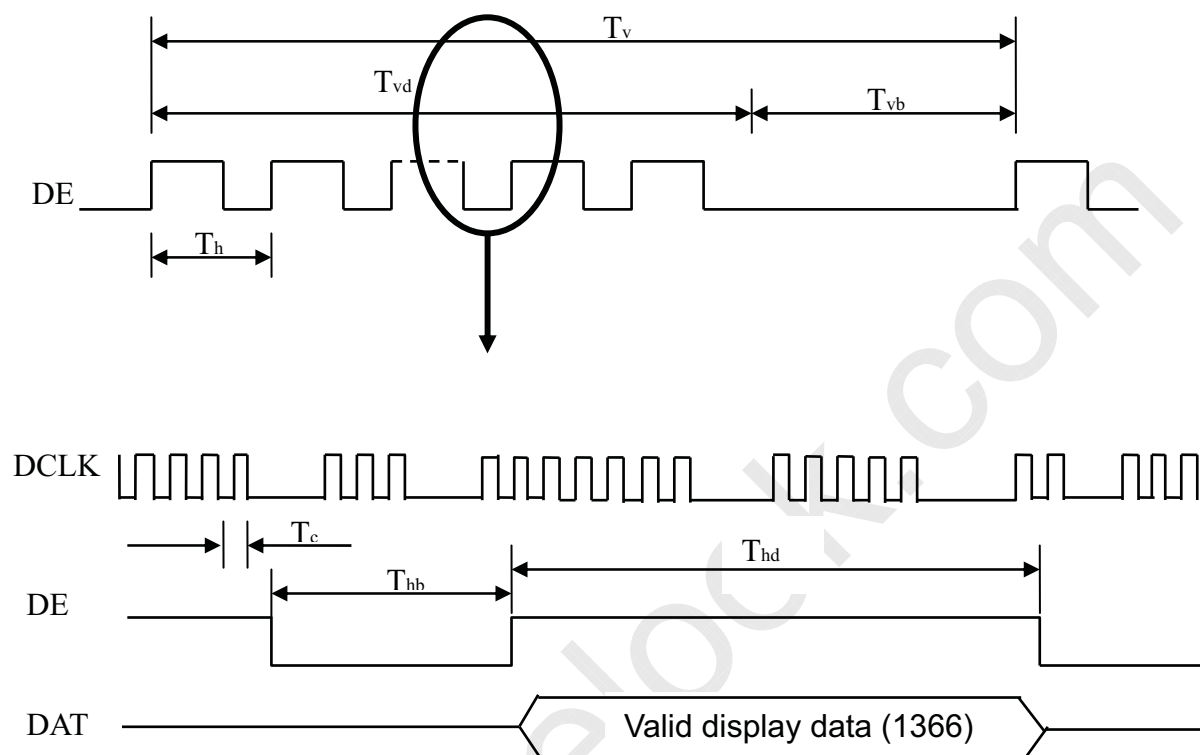 Tv
Tvd
Tvb
DE
Th
DCLK
Tc
Thd
Thb
DE
DAT
Valid display data (1366)